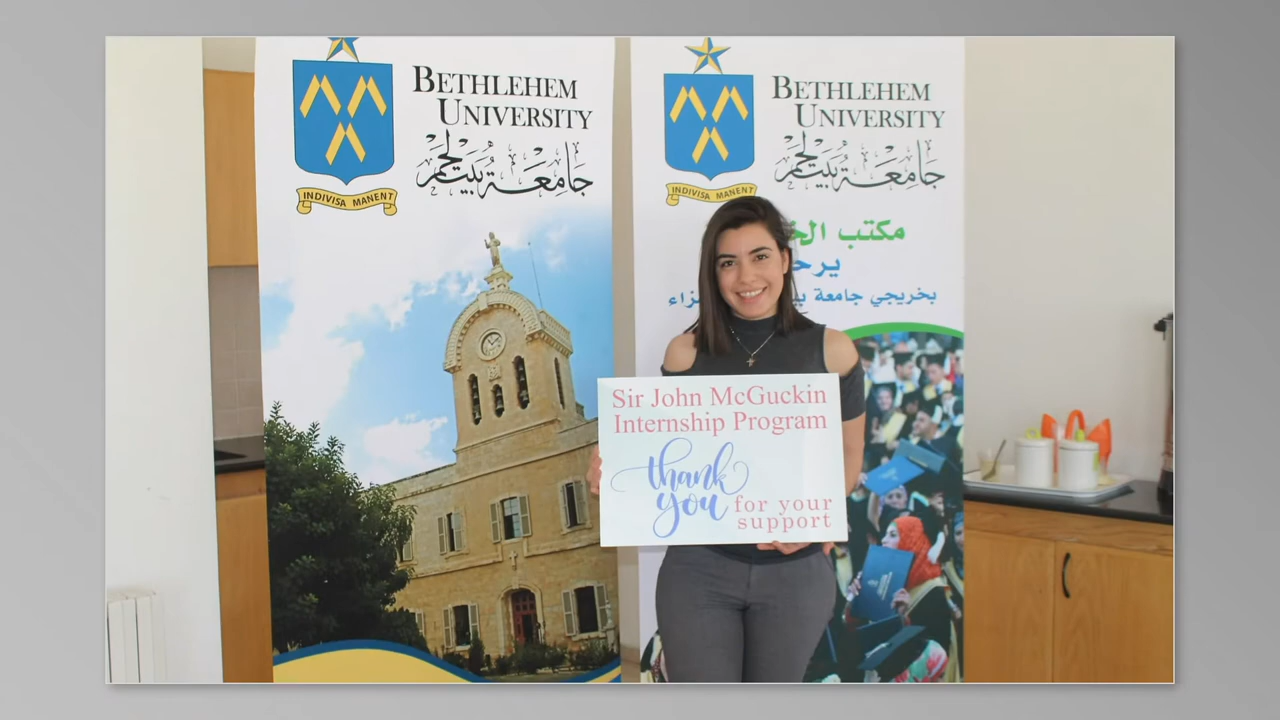 BETHLEHEM
UNIVERSITY
جامعة بيت لحم
INDIVISA MANENT
BETHLEHEM
UNIVERSITY
جامعة بيت لحم
INDIVISA MANENT
مكتب
بخريجي جامعة
Sir John McGuckin
Internship Program
thank
you for your
support